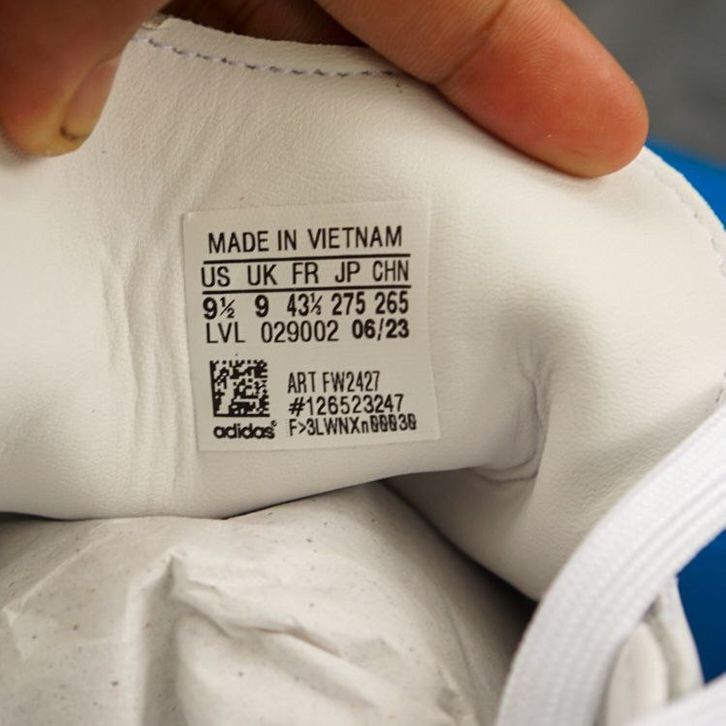 MADE IN VIETNAM
US UK FR JP CHN
9½ 9 43⅓ 275 265
LVL 029002 06/23
ART FW2427
#126523247
F>3LWNXn00030
adidas